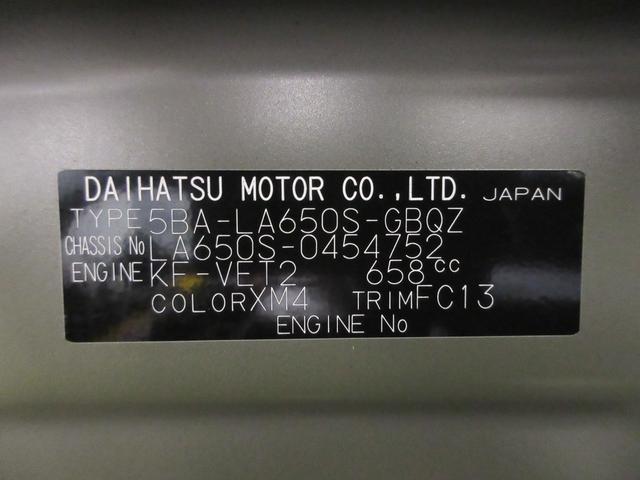 DAIHATSU MOTOR CO.,LTD. JAPAN
TYPE 5BA-LA650S-GBQZ
CHASSIS No LA650S-0454752
ENGINE KF-VET2 658cc
COLOR XM4 TRIM FC13
ENGINE No